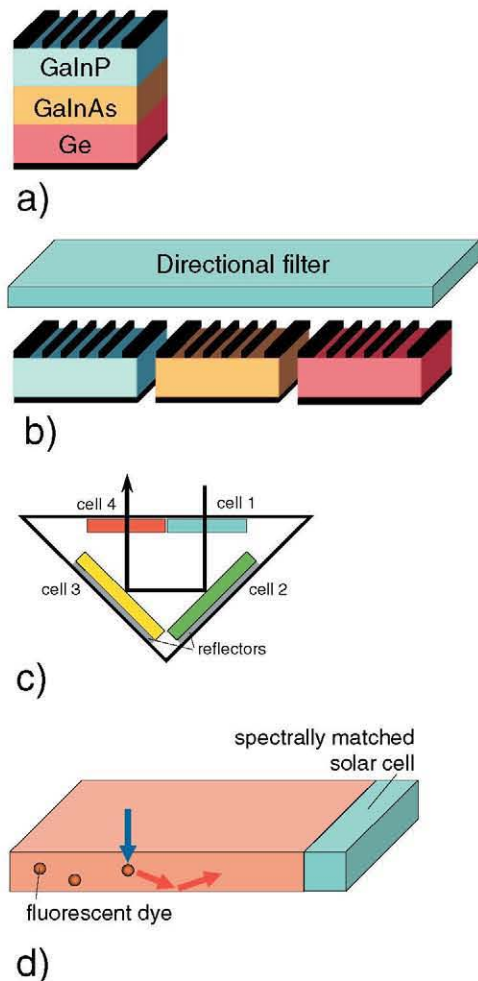 GaInP
GaInAs
Ge
a)
Directional filter
b)
cell 4
cell 1
cell 3
cell 2
reflectors
c)
spectrally matched
solar cell
fluorescent dye
d)